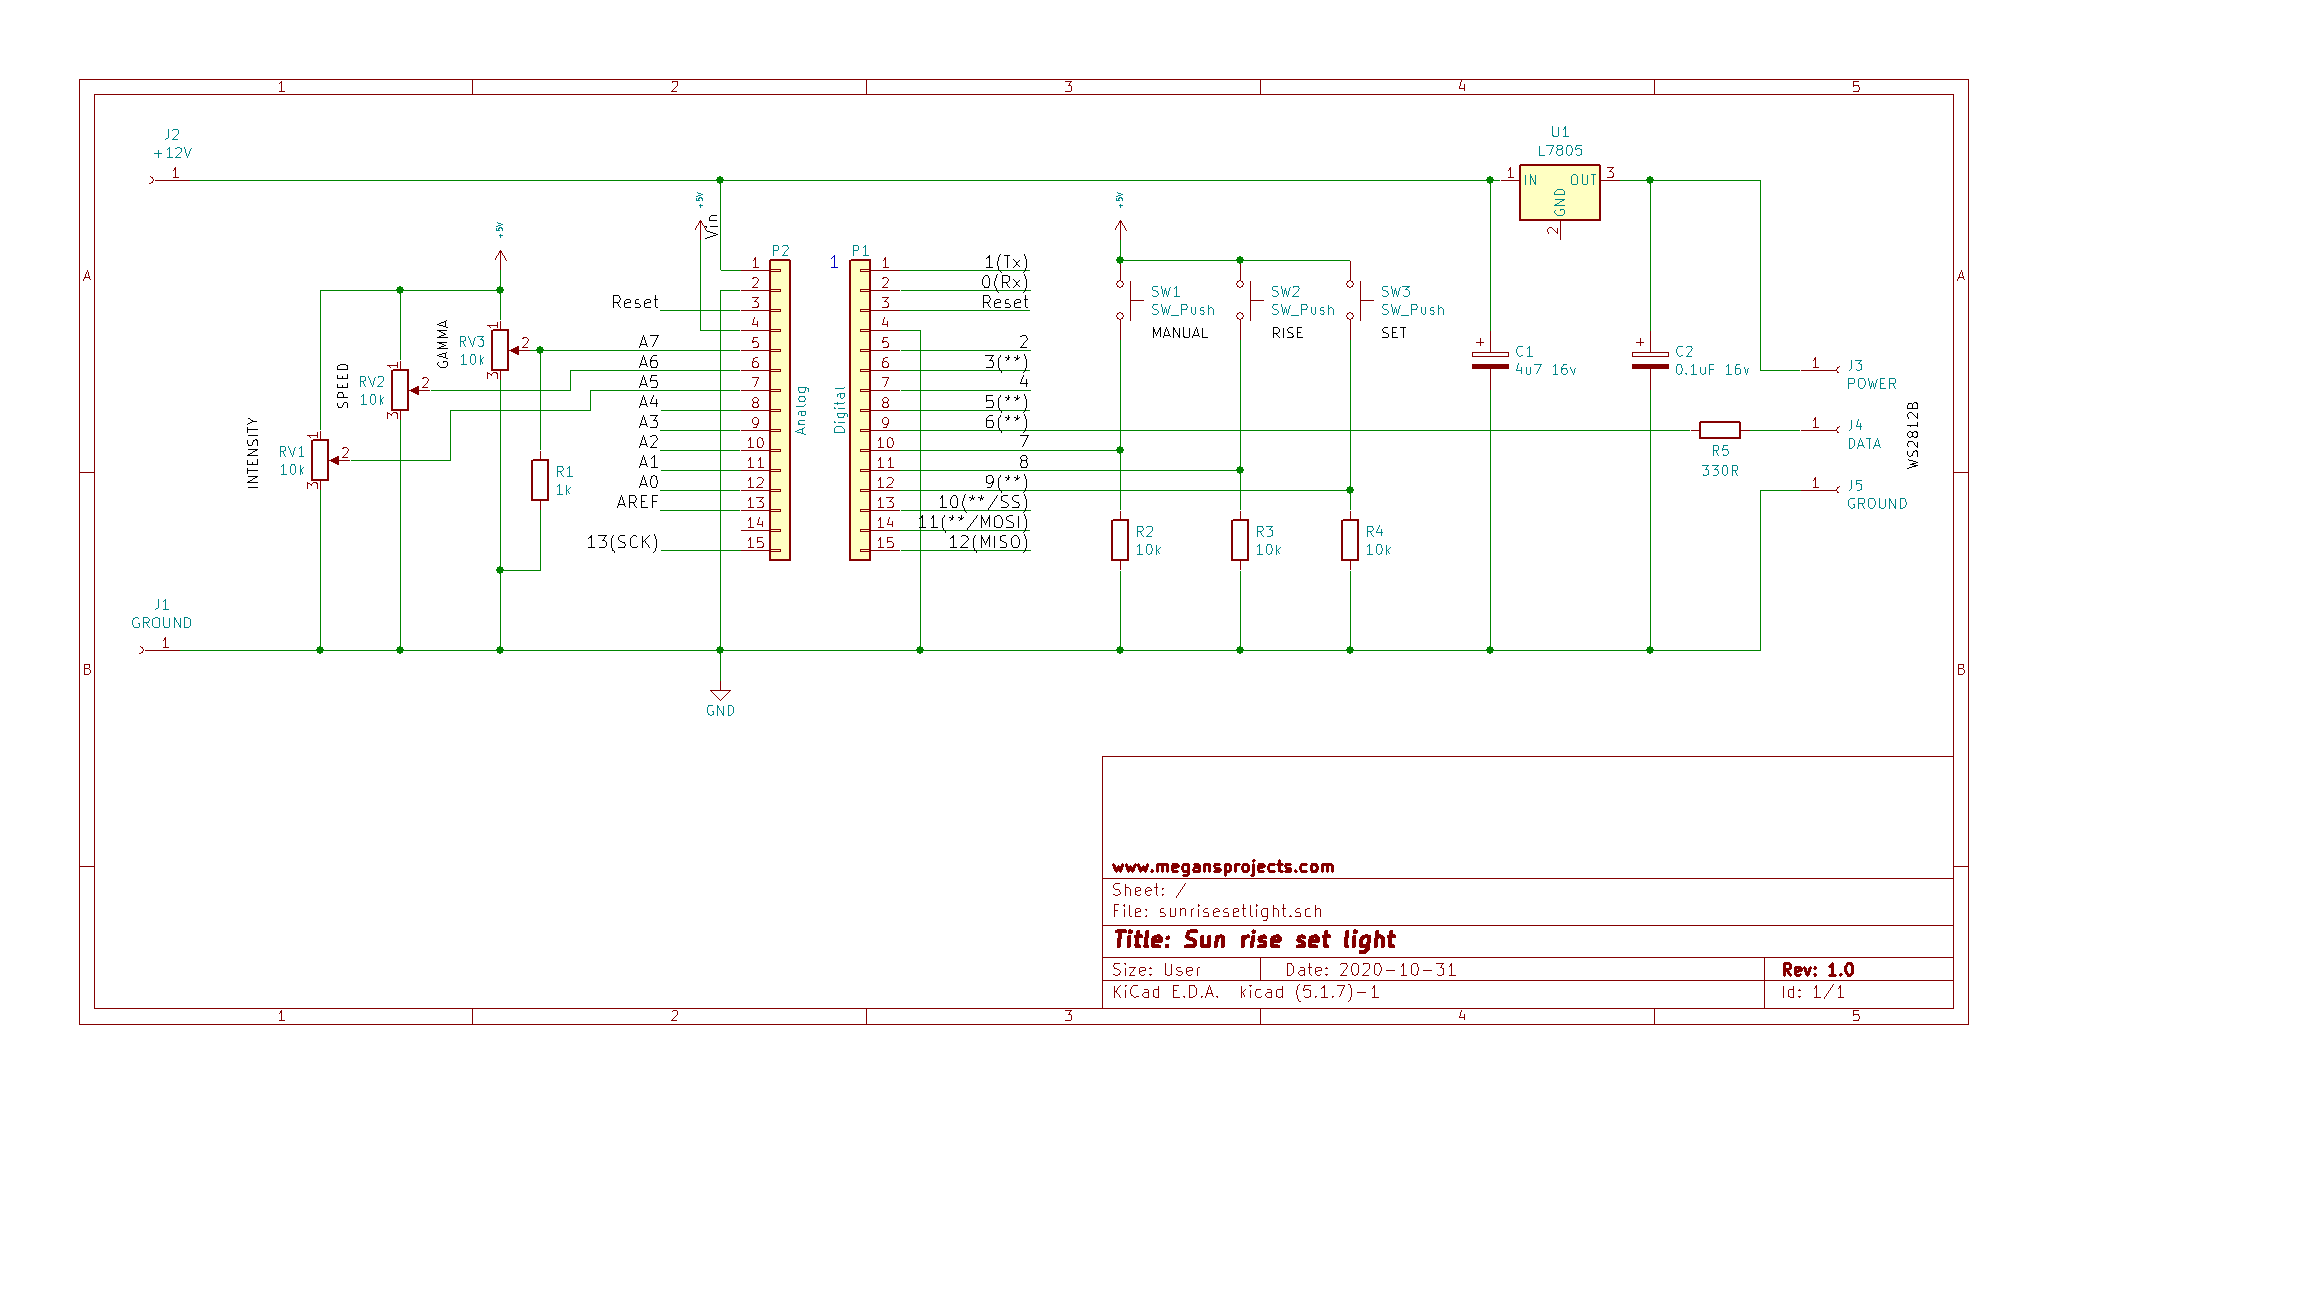 1 2 3 4 5
J2
+12V
1
U1
L7805
1 IN OUT 3
GND
2
+5V
+5V
Vin
+5V
A
A
P2
P1
1
1
2
Reset 3
4
A7 5
A6 6
A5 7
A4 8
A3 9
A2 10
A1 11
A0 12
AREF 13
14
13(SCK) 15
Analog
Digital
1 1(Tx)
2 0(Rx)
3 Reset
4
5 2
6 3(**)
7 4
8 5(**)
9 6(**)
10 7
11 8
12 9(**)
13 10(**/SS)
14 11(**/MOSI)
15 12(MISO)
SW1
SW_Push
MANUAL
SW2
SW_Push
RISE
SW3
SW_Push
SET
GAMMA
RV3
10k
1
2
3
SPEED
RV2
10k
1
2
3
INTENSITY
RV1
10k
1
2
3
R1
1k
+
C1
4u7 16v
+
C2
0.1uF 16v
1 J3
POWER
1 J4
DATA
R5
330R
1 J5
GROUND
WS2812B
R2
10k
R3
10k
R4
10k
J1
GROUND
1
GND
B
B
www.megansprojects.com
Sheet: /
File: sunrisesetlight.sch
Title: Sun rise set light
Size: User Date: 2020-10-31 Rev: 1.0
KiCad E.D.A. kicad (5.1.7)-1 Id: 1/1
1 2 3 4 5